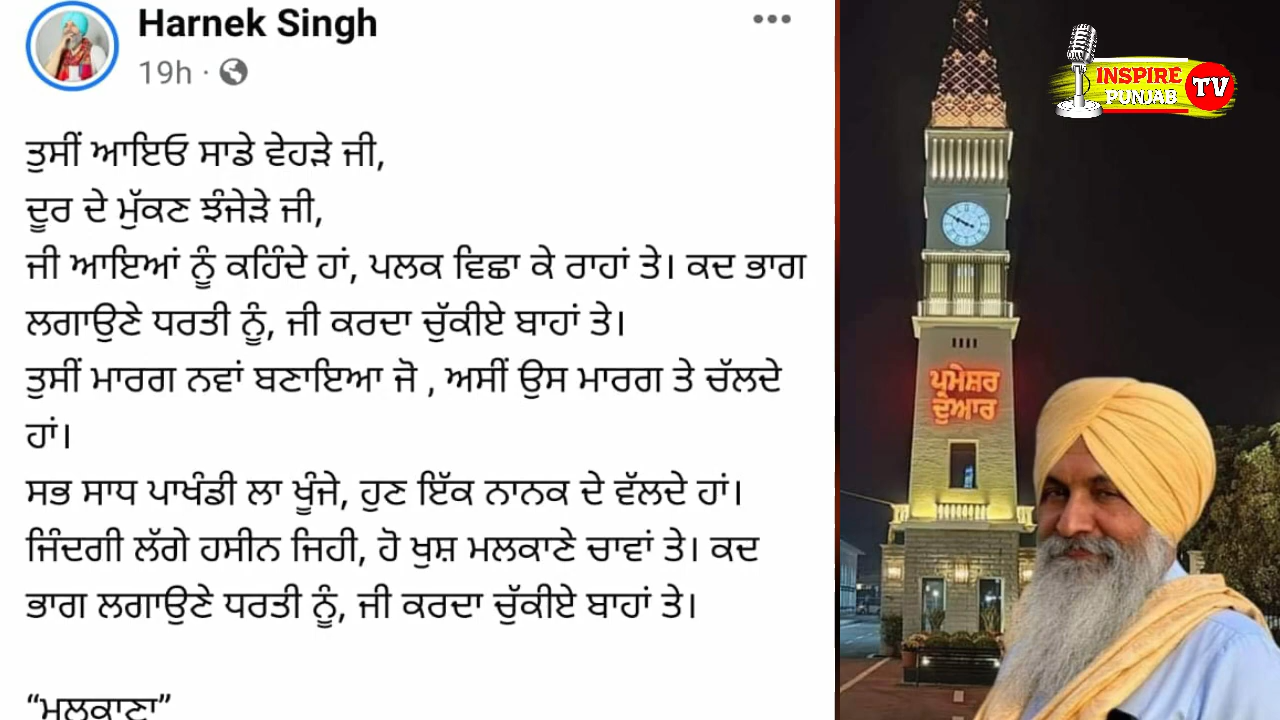 Harnek Singh
19h ·
ਤੁਸੀਂ ਆਇਓ ਸਾਡੇ ਵੇਹੜੇ ਜੀ,
ਦੂਰ ਦੇ ਮੁੱਕਣ ਝੰਜੇੜੇ ਜੀ,
ਜੀ ਆਇਆਂ ਨੂੰ ਕਹਿੰਦੇ ਹਾਂ, ਪਲਕ ਵਿਛਾ ਕੇ ਰਾਹਾਂ ਤੇ। ਕਦ ਭਾਗ
ਲਗਾਉਣੇ ਧਰਤੀ ਨੂੰ, ਜੀ ਕਰਦਾ ਚੁੱਕੀਏ ਬਾਹਾਂ ਤੇ।
ਤੁਸੀਂ ਮਾਰਗ ਨਵਾਂ ਬਣਾਇਆ ਜੋ , ਅਸੀਂ ਉਸ ਮਾਰਗ ਤੇ ਚੱਲਦੇ
ਹਾਂ।
ਸਭ ਸਾਧ ਪਾਖੰਡੀ ਲਾ ਖੂੰਜੇ, ਹੁਣ ਇੱਕ ਨਾਨਕ ਦੇ ਵੱਲਦੇ ਹਾਂ।
ਜਿੰਦਗੀ ਲੱਗੇ ਹਸੀਨ ਜਿਹੀ, ਹੋ ਖੁਸ਼ ਮਲਕਾਣੇ ਚਾਵਾਂ ਤੇ। ਕਦ
ਭਾਗ ਲਗਾਉਣੇ ਧਰਤੀ ਨੂੰ, ਜੀ ਕਰਦਾ ਚੁੱਕੀਏ ਬਾਹਾਂ ਤੇ।
“ਮਲਕਾਣਾ”
INSPIRE
PUNJAB
TV
ਪ੍ਰਮੇਸ਼ਰ
ਦੁਆਰ